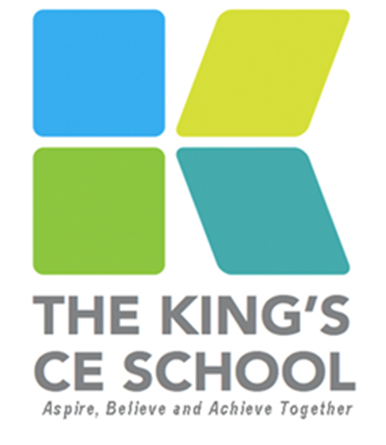 THE KING'S
CE SCHOOL
Aspire, Believe and Achieve Together